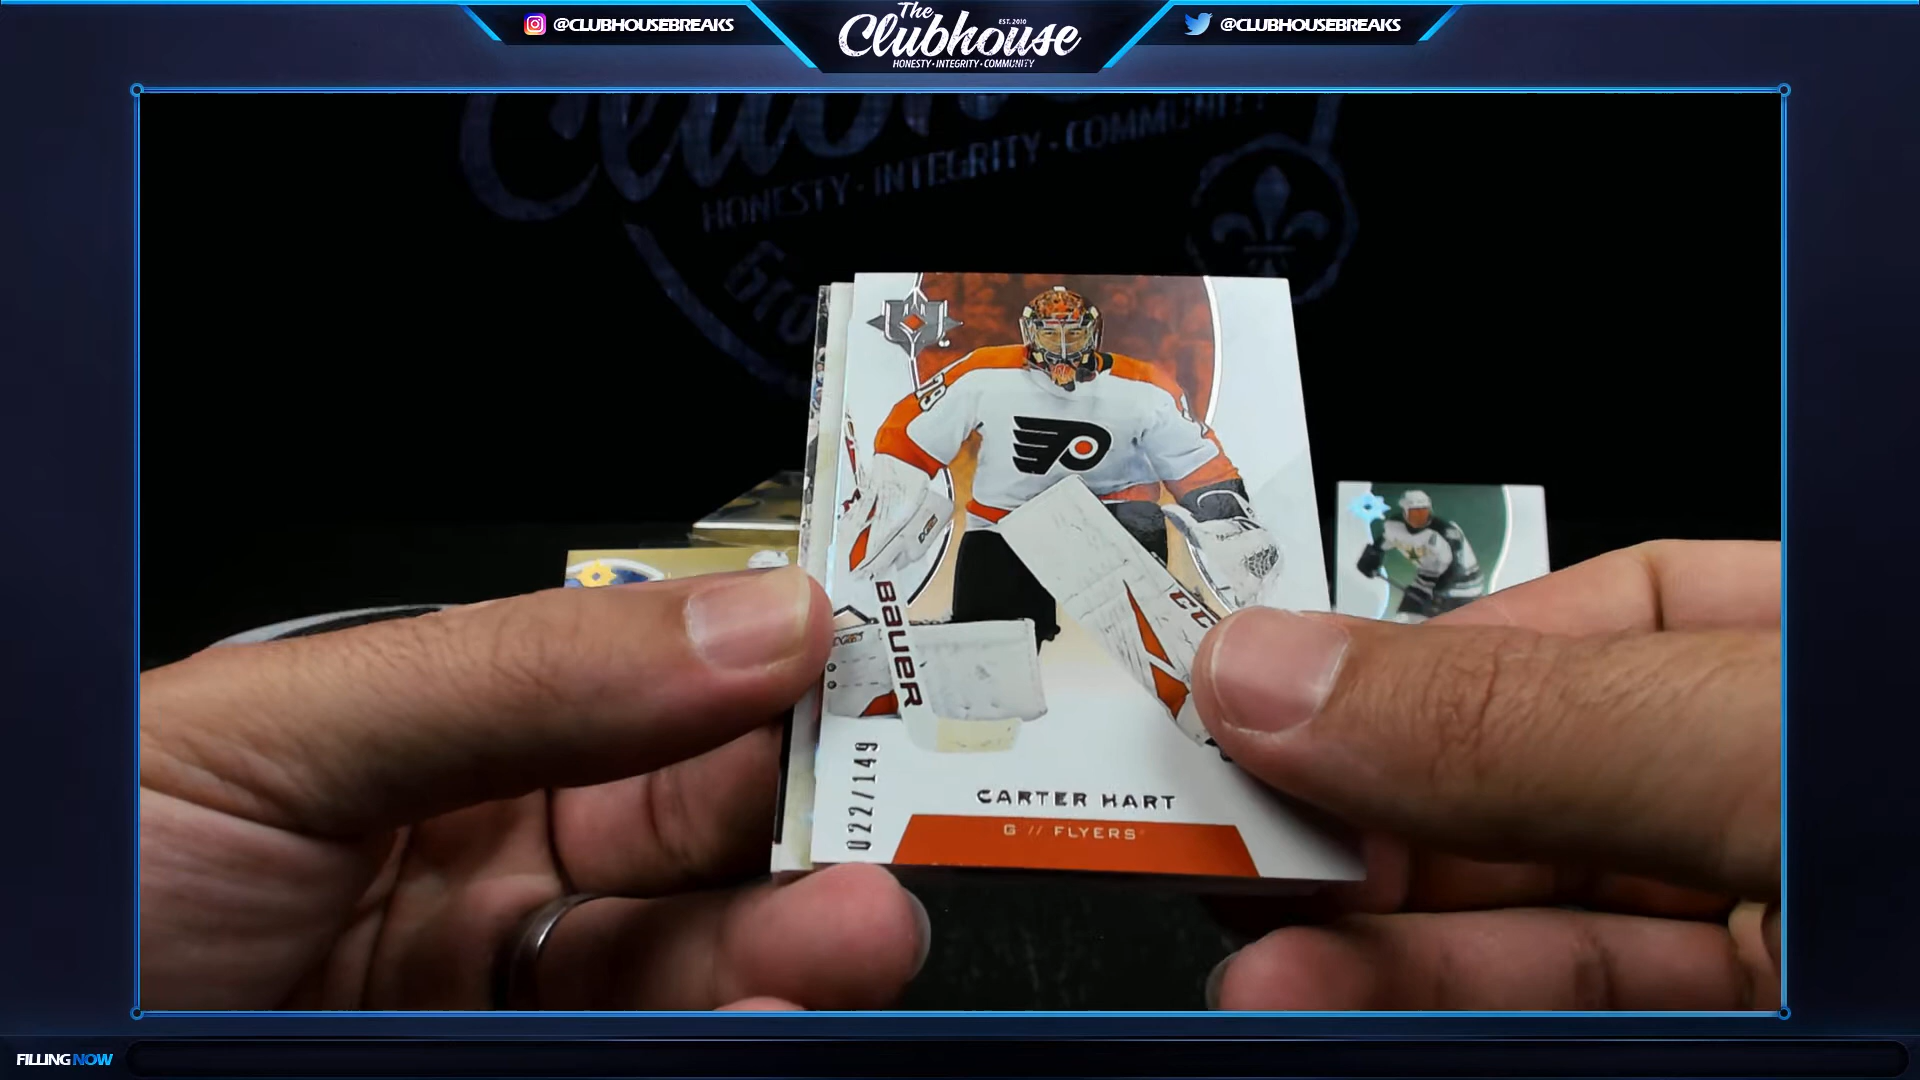 @CLUBHOUSEBREAKS
The
Clubhouse
EST. 2010
HONESTY • INTEGRITY • COMMUNITY
@CLUBHOUSEBREAKS
HONESTY • INTEGRITY • COMMUNITY
79
BAUER
CARTER HART
G // FLYERS
022/149
FILLING NOW